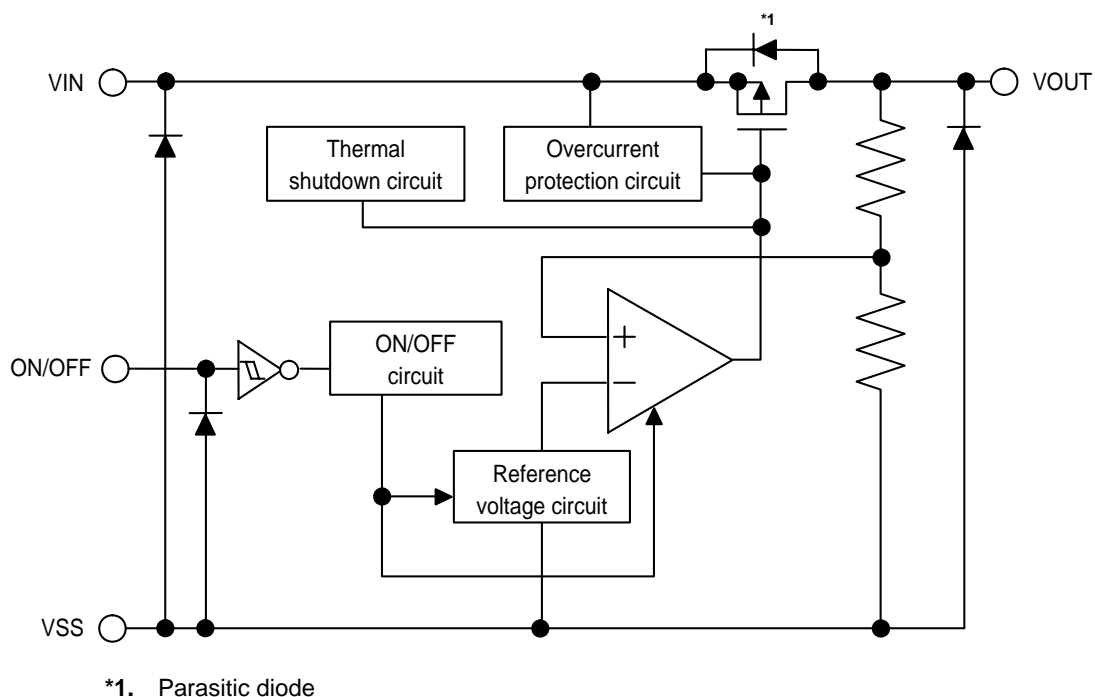 *1
VIN
VOUT
Thermal
shutdown circuit
Overcurrent
protection circuit
+
−
ON/OFF
ON/OFF
circuit
Reference
voltage circuit
VSS
*1. Parasitic diode